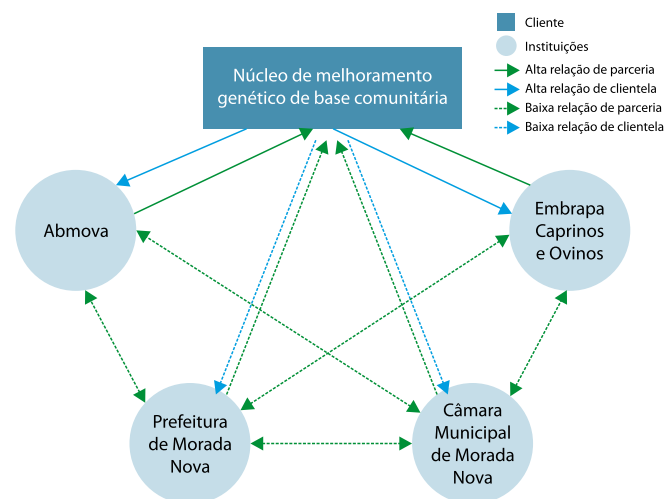 Cliente
Instituições
Alta relação de parceria
Alta relação de clientela
Baixa relação de parceria
Baixa relação de clientela
Núcleo de melhoramento
genético de base comunitária
Abmova
Embrapa
Caprinos
e Ovinos
Prefeitura
de Morada
Nova
Câmara
Municipal
de Morada
Nova